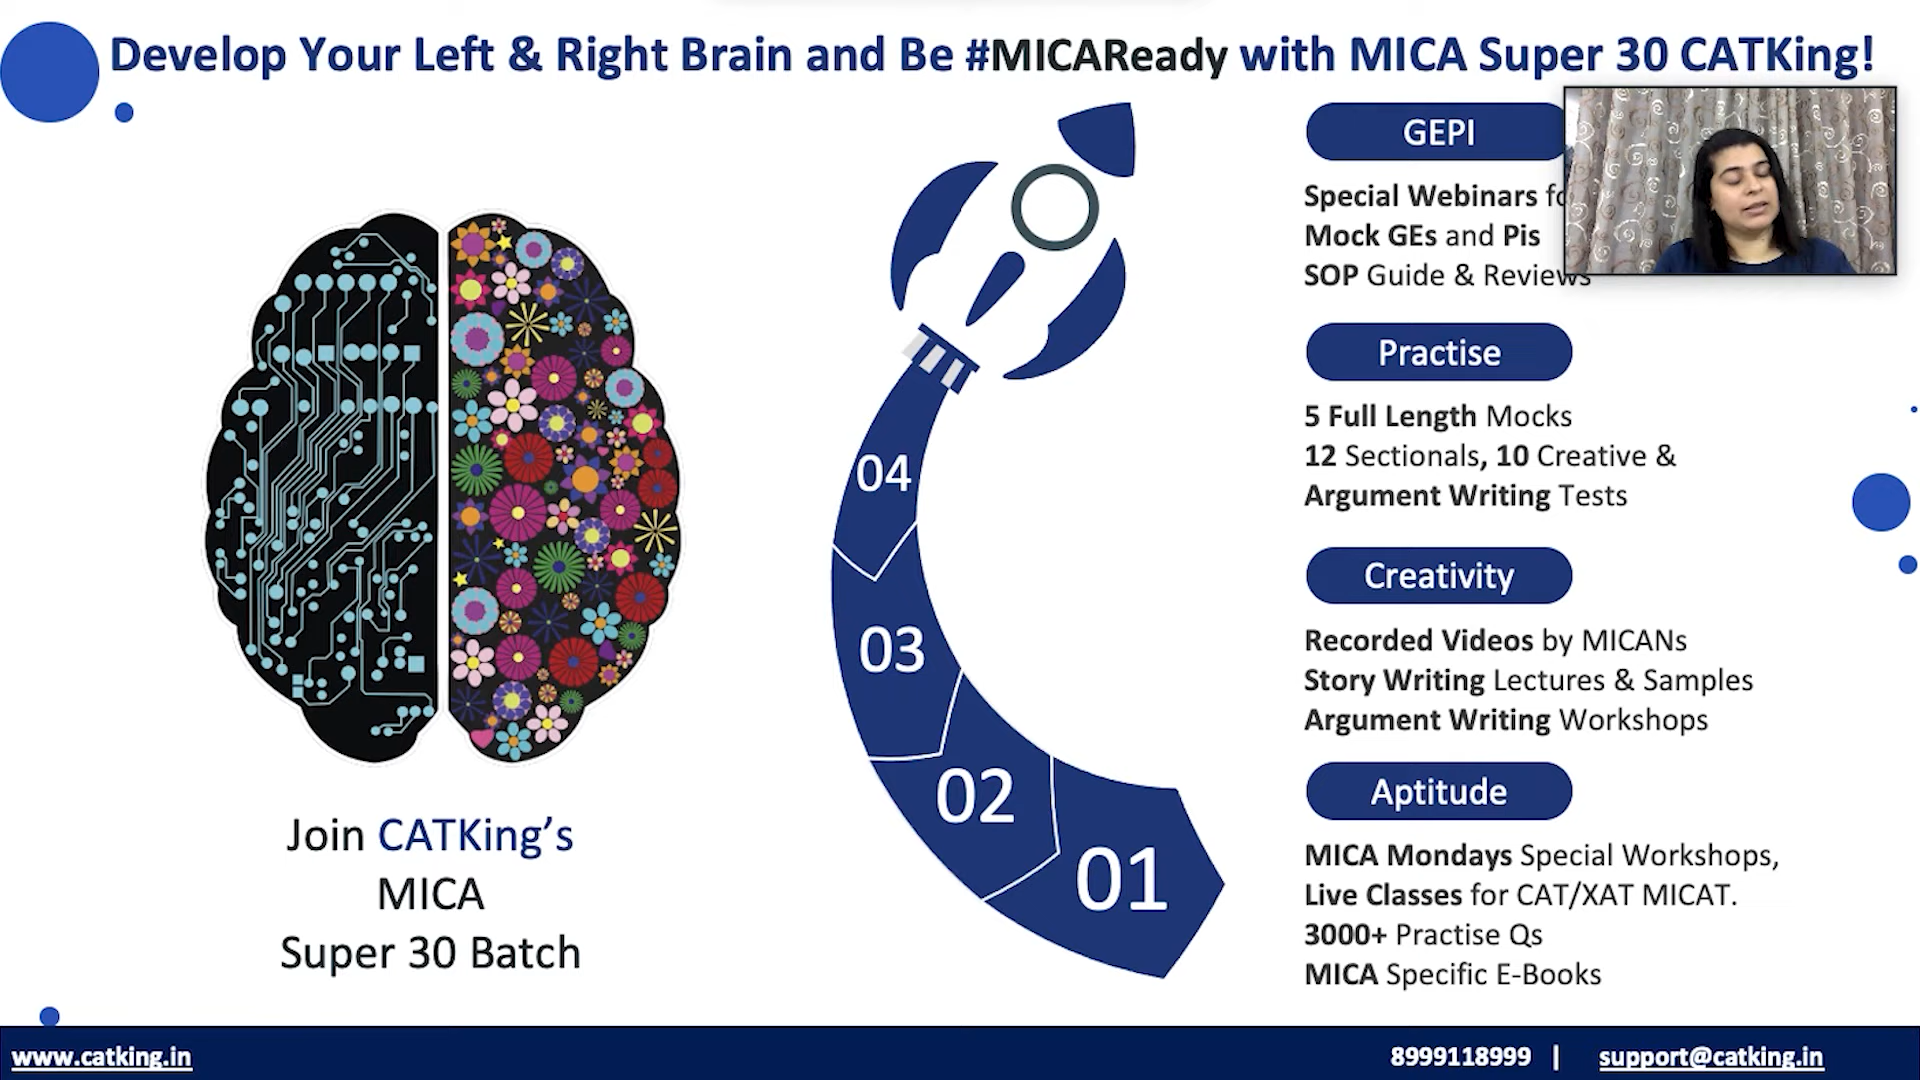 Develop Your Left & Right Brain and Be #MICAReady with MICA Super 30 CATKing!
GEPI
Special Webinars
Mock GEs and Pis
SOP Guide & Reviews
Practise
5 Full Length Mocks
12 Sectionals, 10 Creative &
Argument Writing Tests
Creativity
Recorded Videos by MICANs
Story Writing Lectures & Samples
Argument Writing Workshops
Aptitude
MICA Mondays Special Workshops,
Live Classes for CAT/XAT MICAT.
3000+ Practise Qs
MICA Specific E-Books
04
03
02
01
Join CATKing's
MICA
Super 30 Batch
www.catking.in
8999118999 | support@catking.in